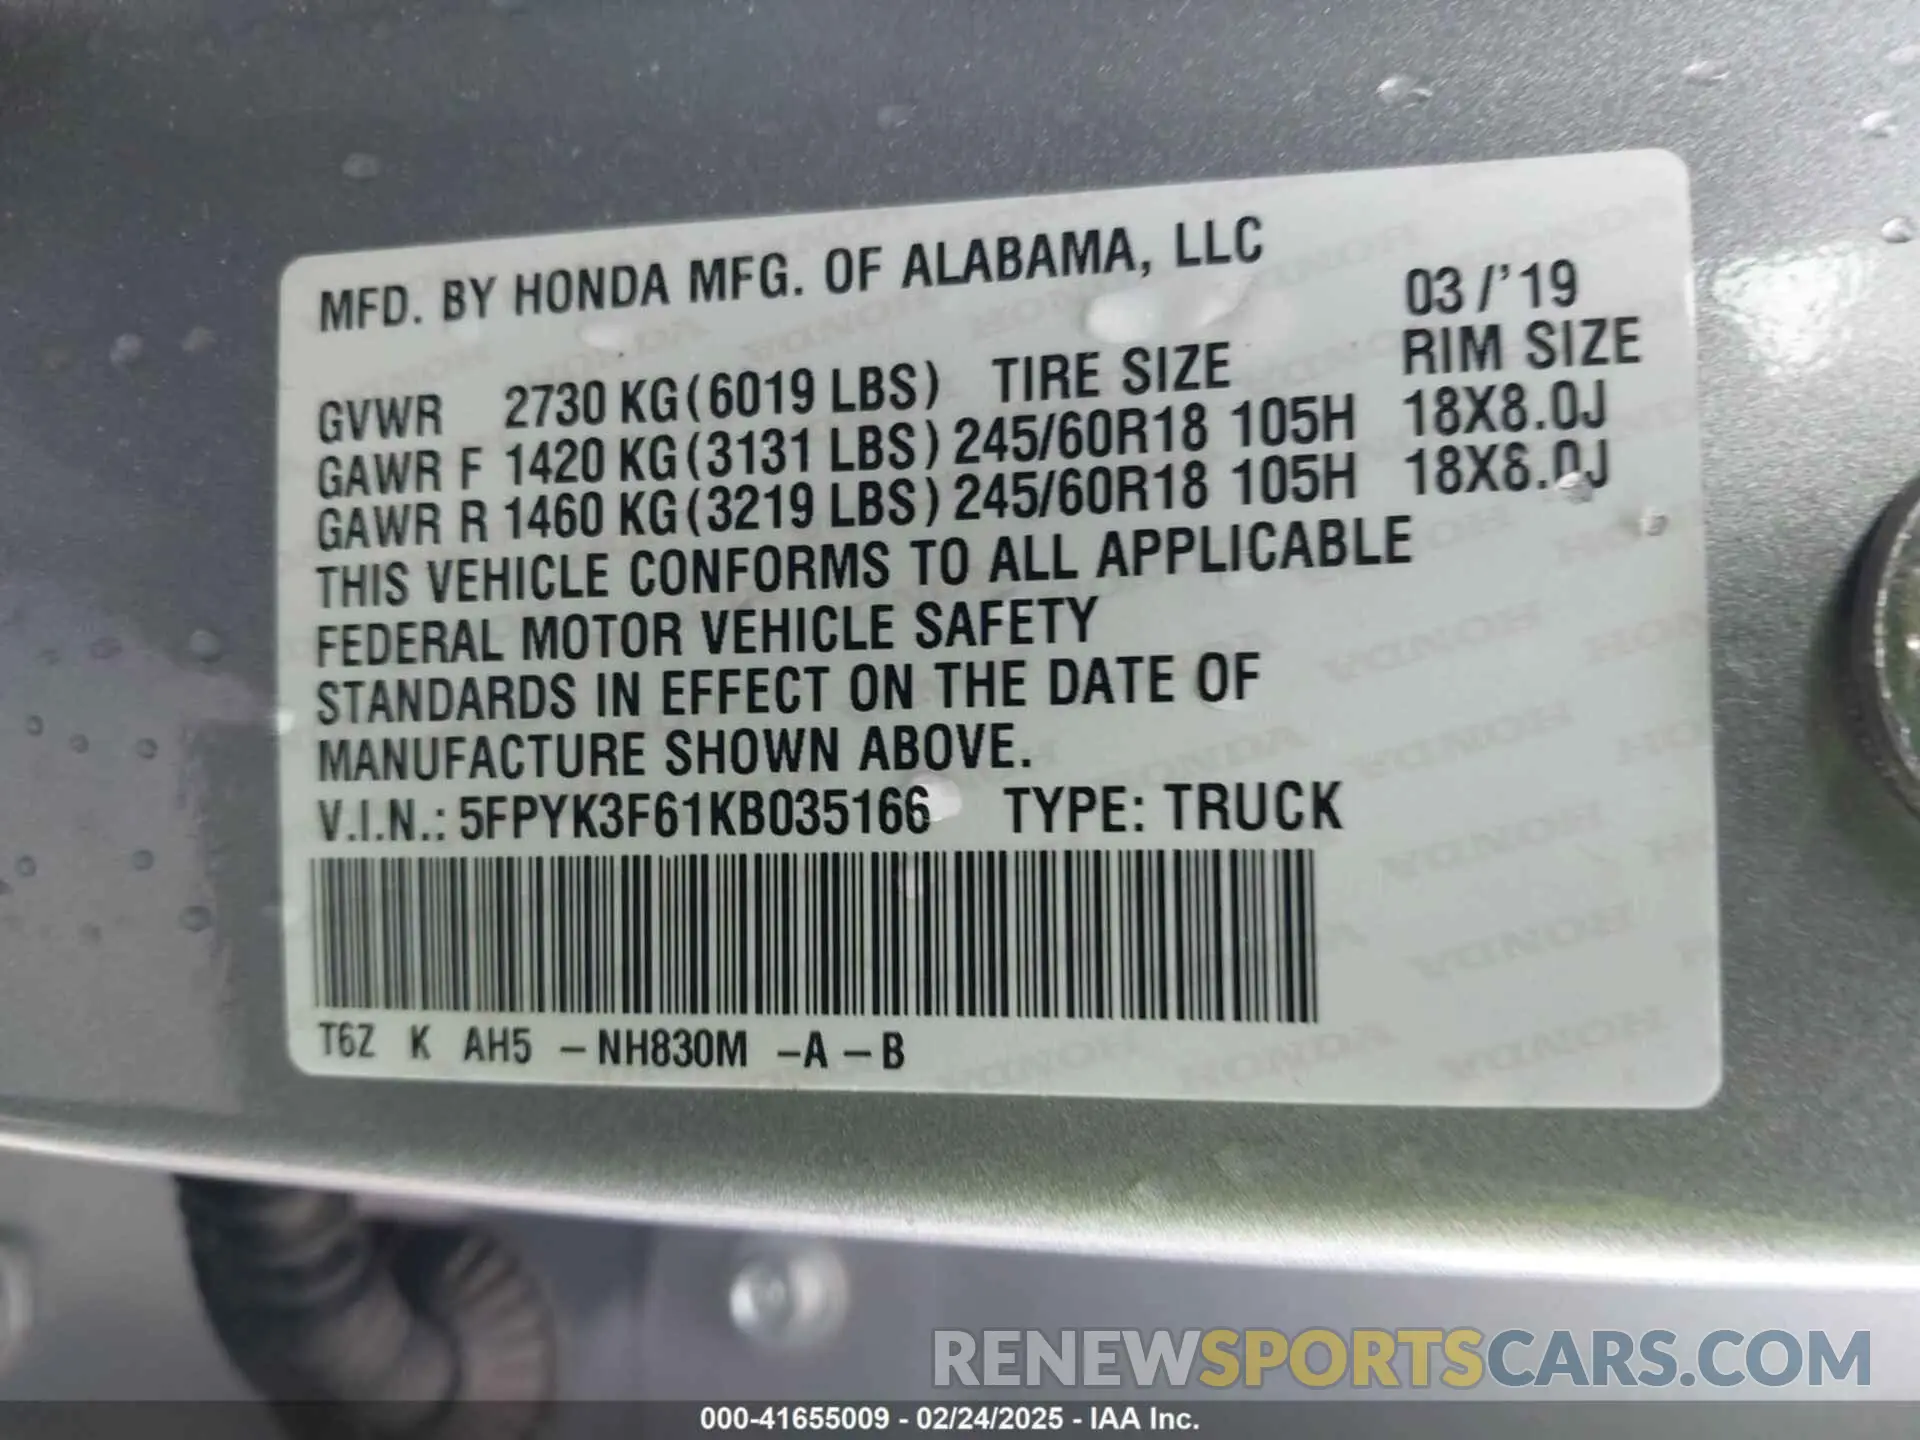 MFD. BY HONDA MFG. OF ALABAMA, LLC 03/'19
GVWR 2730 KG(6019 LBS) TIRE SIZE RIM SIZE
GAWR F 1420 KG(3131 LBS) 245/60R18 105H 18X8.0J
GAWR R 1460 KG(3219 LBS) 245/60R18 105H 18X8.0J
THIS VEHICLE CONFORMS TO ALL APPLICABLE
FEDERAL MOTOR VEHICLE SAFETY
STANDARDS IN EFFECT ON THE DATE OF
MANUFACTURE SHOWN ABOVE.
V.I.N.: 5FPYK3F61KB035166 TYPE: TRUCK
T6Z K AH5 -NH830M -A-B
RENEWSPORTSCARS.COM
000-41655009 - 02/24/2025 - IAA Inc.